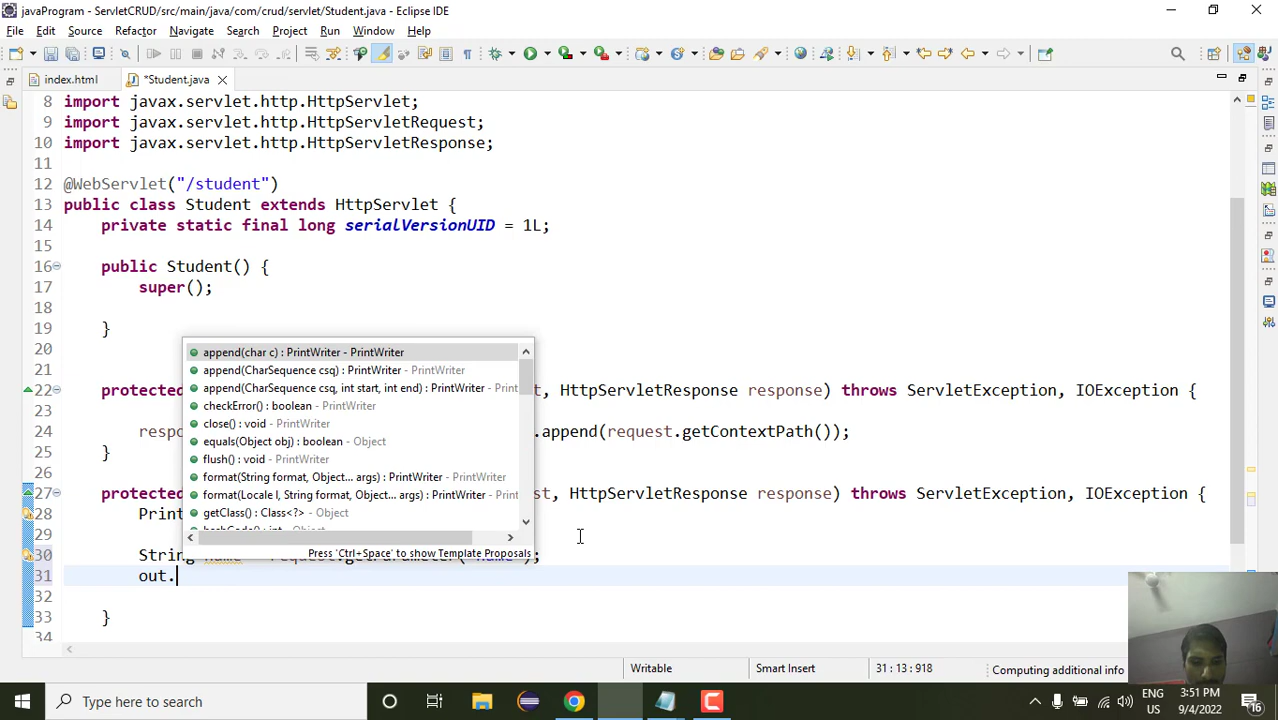 javaProgram - ServletCRUD/src/main/java/com/crud/servlet/Student.java - Eclipse IDE
File Edit Source Refactor Navigate Search Project Run Window Help
index.html *Student.java
8 import javax.servlet.http.HttpServlet;
9 import javax.servlet.http.HttpServletRequest;
10 import javax.servlet.http.HttpServletResponse;
11
12 @WebServlet("/student")
13 public class Student extends HttpServlet {
14 private static final long serialVersionUID = 1L;
15
16 public Student() {
17 super();
18
19 }
20
append(char c) : PrintWriter - PrintWriter
append(CharSequence csq) : PrintWriter - PrintWriter
append(CharSequence csq, int start, int end) : PrintWriter - Print
checkError() : boolean - PrintWriter
close() : void - PrintWriter
equals(Object obj) : boolean - Object
flush() : void - PrintWriter
format(String format, Object... args) : PrintWriter - PrintWriter
format(Locale l, String format, Object... args) : PrintWriter - Print
getClass() : Class<?> - Object
Press 'Ctrl+Space' to show Template Proposals
22 protected t, HttpServletResponse response) throws ServletException, IOException {
23
24 respo .append(request.getContextPath());
25 }
26
27 protected st, HttpServletResponse response) throws ServletException, IOException {
28 Print
29
30 String
31 out.
32
33 }
34
Writable Smart Insert 31 : 13 : 918 Computing additional info
Type here to search
ENG
US
3:51 PM
9/4/2022
16